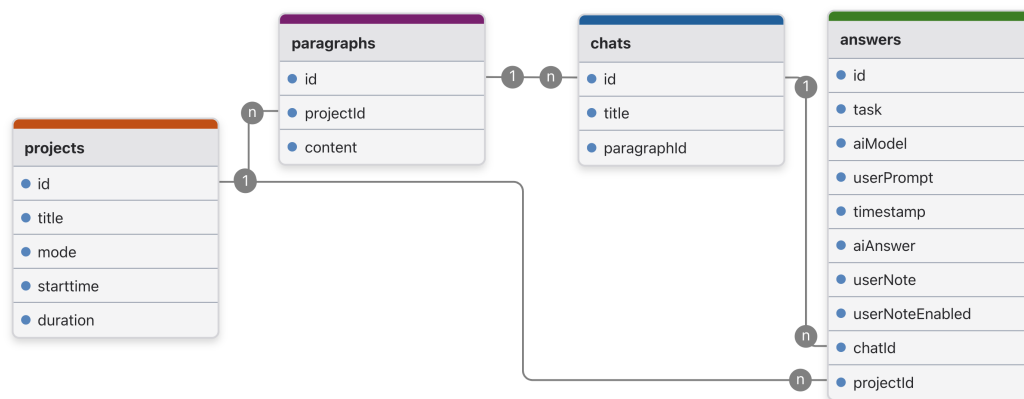 projects
id
title
mode
starttime
duration
1
n
paragraphs
id
projectId
content
1
n
chats
id
title
paragraphId
1
n
n
answers
id
task
aiModel
userPrompt
timestamp
aiAnswer
userNote
userNoteEnabled
chatId
projectId